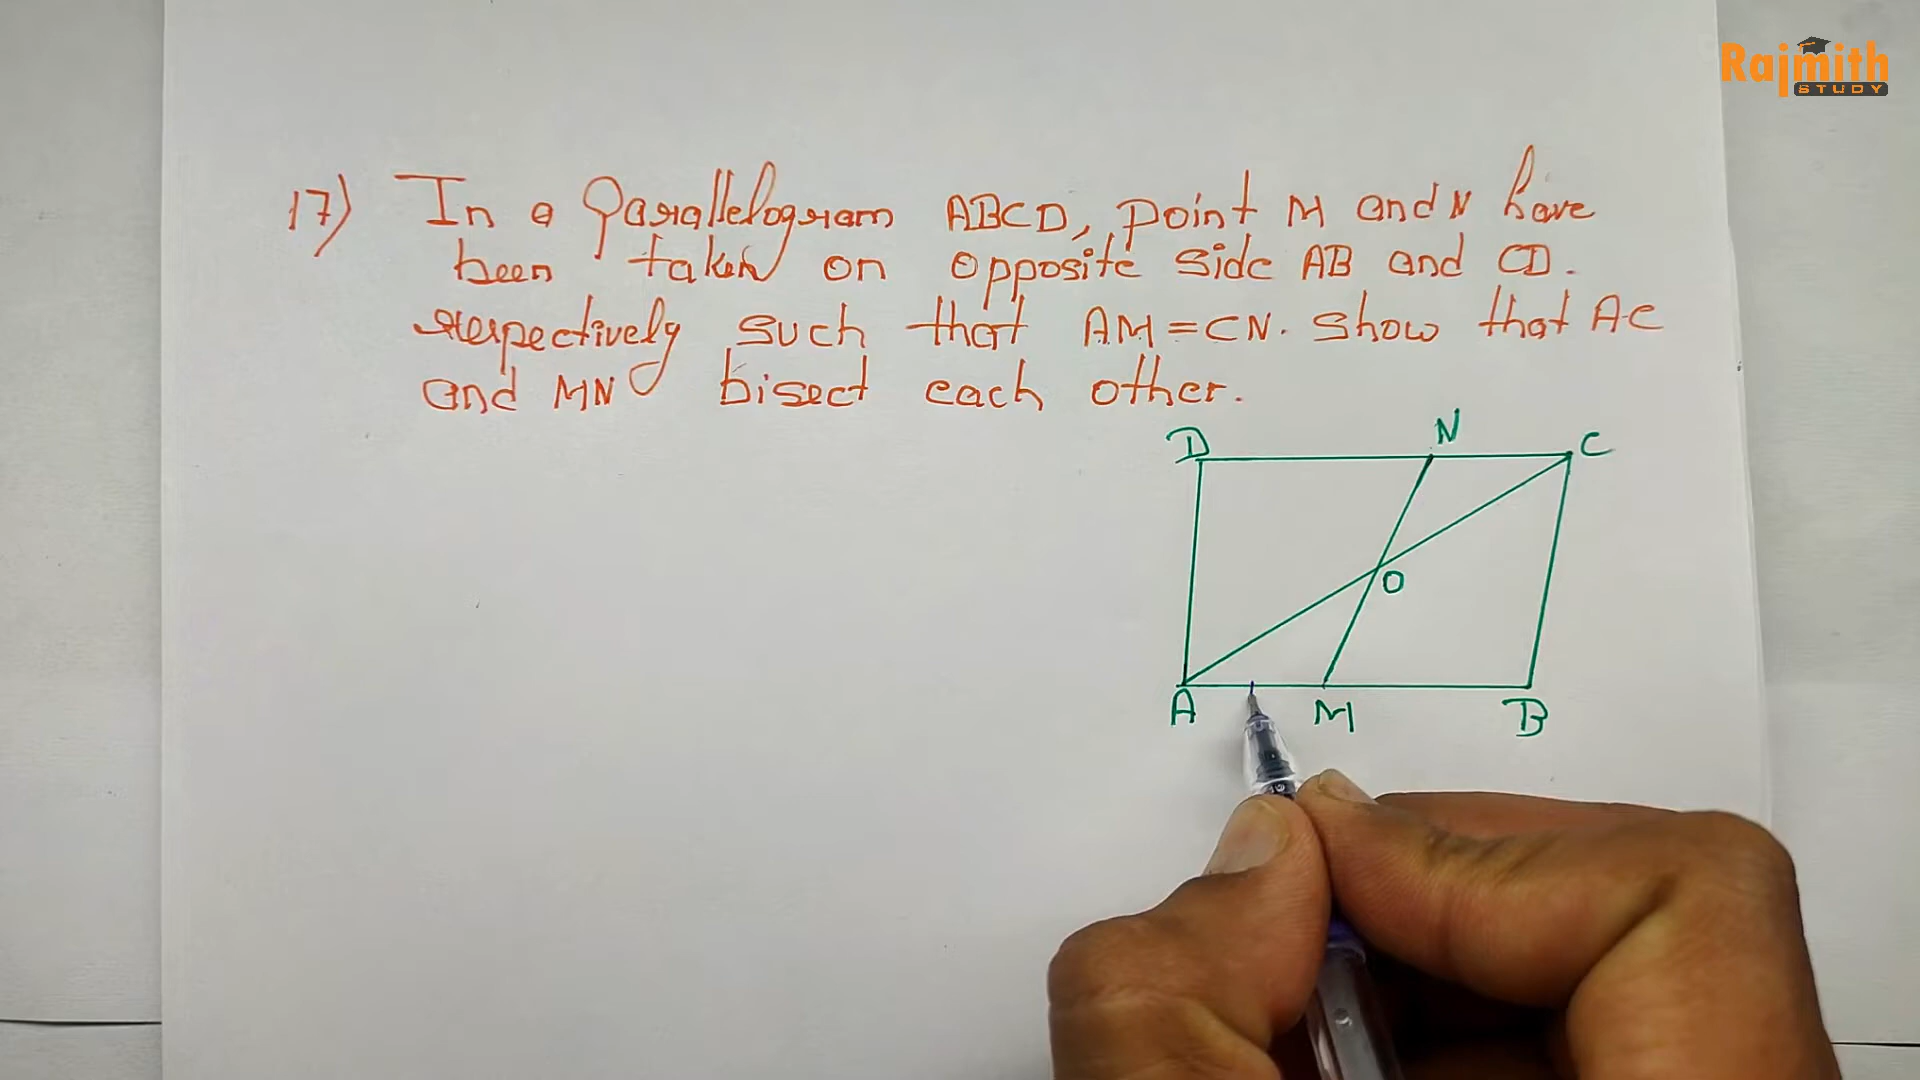 Rajmith
STUDY
17) In a Parallelogram ABCD, point M and N have
been taken on opposite side AB and CD.
respectively such that AM=CN. Show that AC
and MN bisect each other.
D N C
O
A M B